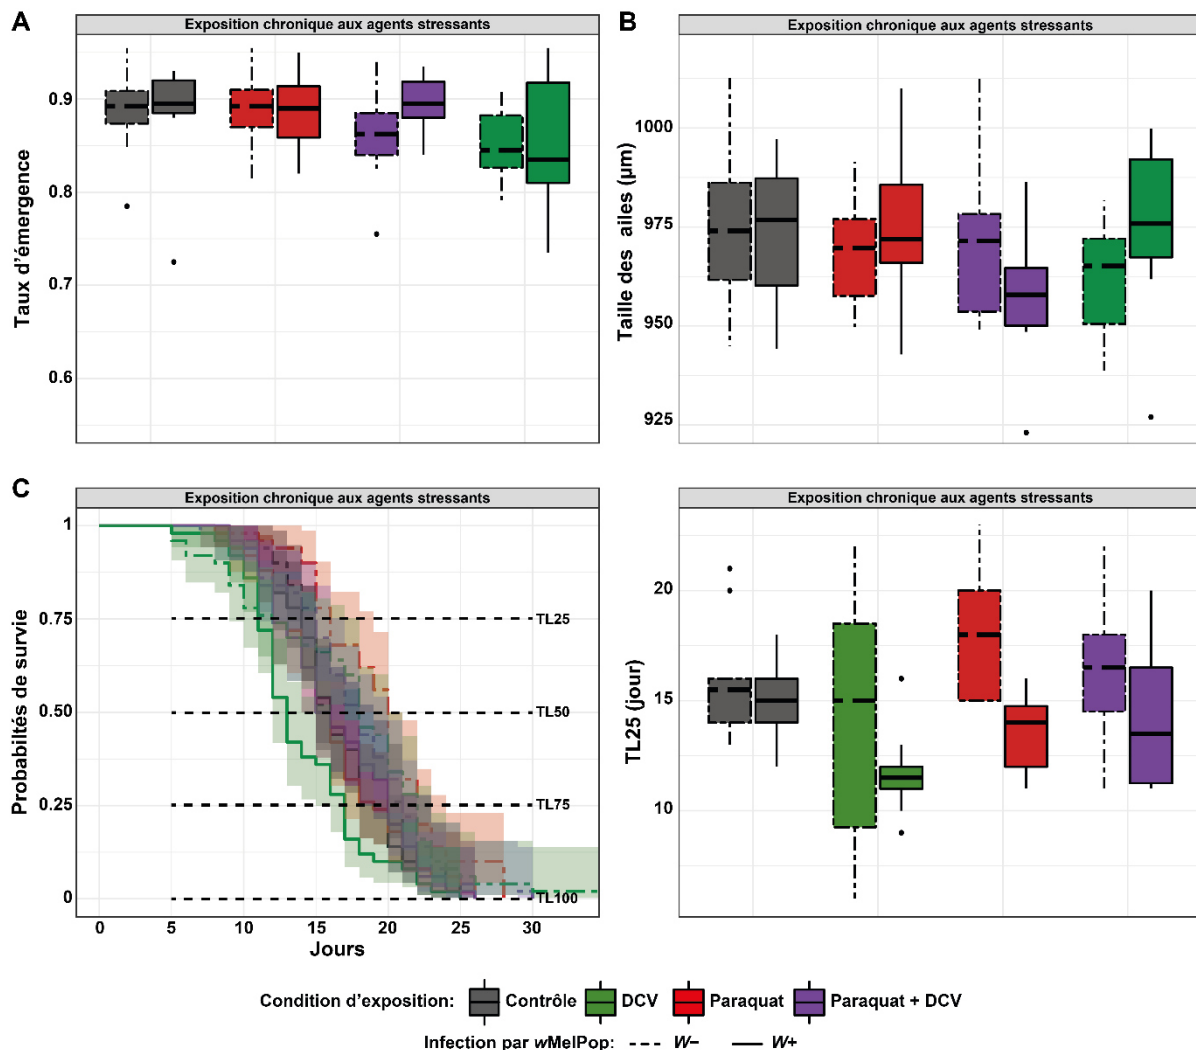 A
Exposition chronique aux agents stressants
Taux d'émergence
0.9
0.8
0.7
0.6
B
Exposition chronique aux agents stressants
Taille des ailes (µm)
1000
975
950
925
C
Exposition chronique aux agents stressants
Probabiltés de survie
1
0.75
0.50
0.25
0
TL25
TL50
TL75
TL100
0 5 10 15 20 25 30
Jours
Exposition chronique aux agents stressants
TL25 (jour)
20
15
10
Condition d'exposition: Contrôle DCV Paraquat Paraquat + DCV
Infection par wMelPop: W− W+